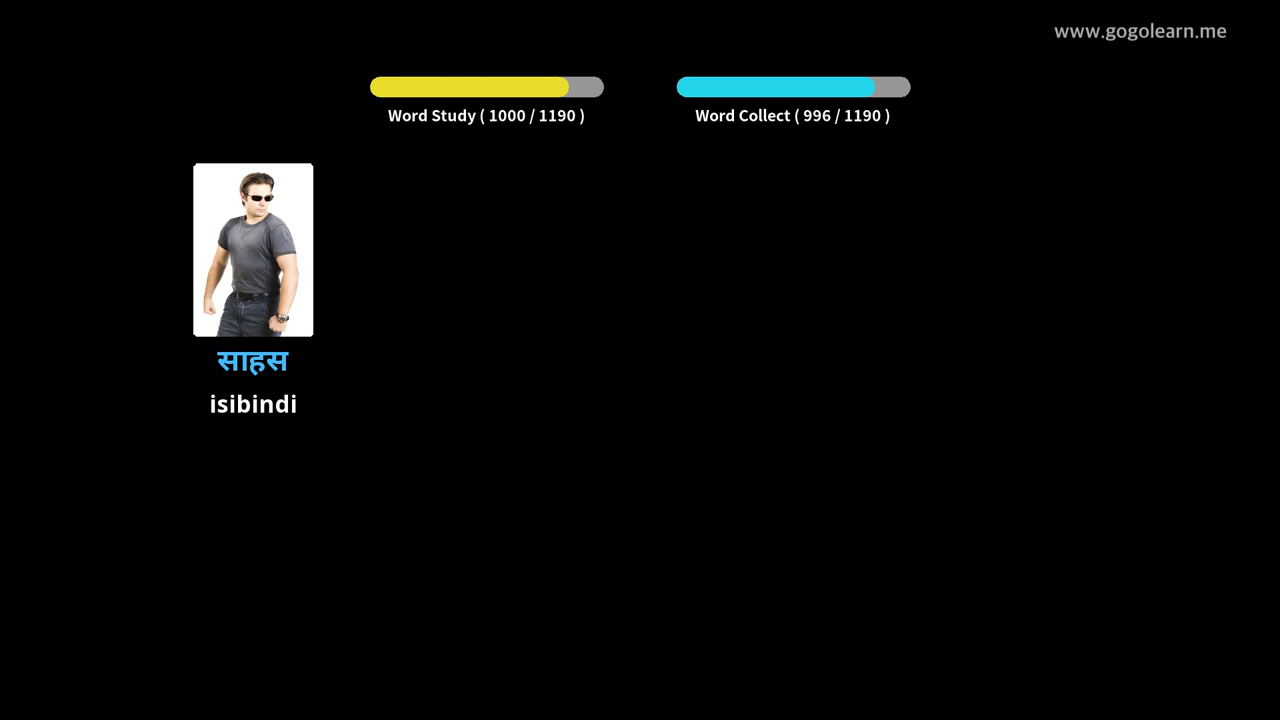 www.gogolearn.me
Word Study ( 1000 / 1190 )
Word Collect ( 996 / 1190 )
साहस
isibindi